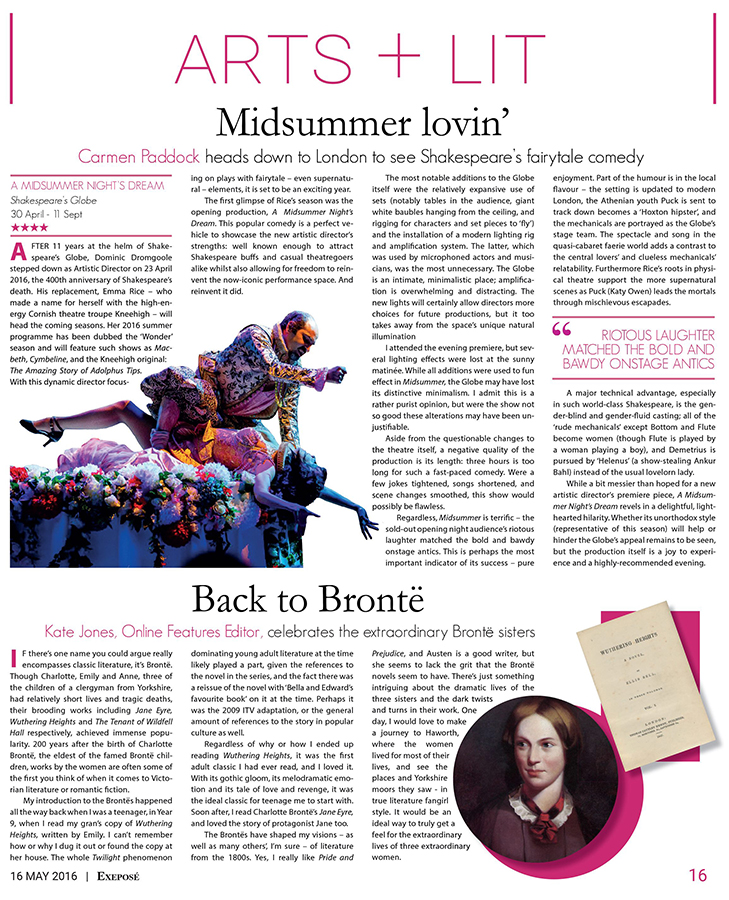 ARTS + LIT
Midsummer lovin’
Carmen Paddock heads down to London to see Shakespeare’s fairytale comedy
A MIDSUMMER NIGHT’S DREAM
Shakespeare’s Globe
30 April - 11 Sept
★★★★
AFTER 11 years at the helm of Shake-
speare’s Globe, Dominic Dromgoole
stepped down as Artistic Director on 23 April
2016, the 400th anniversary of Shakespeare’s
death. His replacement, Emma Rice – who
made a name for herself with the high-en-
ergy Cornish theatre troupe Kneehigh – will
head the coming seasons. Her 2016 summer
programme has been dubbed the ‘Wonder’
season and will feature such shows as Mac-
beth, Cymbeline, and the Kneehigh original:
The Amazing Story of Adolphus Tips.
With this dynamic director focus-
ing on plays with fairytale – even supernatu-
ral – elements, it is set to be an exciting year.
The first glimpse of Rice’s season was the
opening production, A Midsummer Night’s
Dream. This popular comedy is a perfect ve-
hicle to showcase the new artistic director’s
strengths: well known enough to attract
Shakespeare buffs and casual theatregoers
alike whilst also allowing for freedom to rein-
vent the now-iconic performance space. And
reinvent it did.
The most notable additions to the Globe
itself were the relatively expansive use of
sets (notably tables in the audience, giant
white baubles hanging from the ceiling, and
rigging for characters and set pieces to ‘fly’)
and the installation of a modern lighting rig
and amplification system. The latter, which
was used by microphoned actors and musi-
cians, was the most unnecessary. The Globe
is an intimate, minimalistic place; amplifica-
tion is overwhelming and distracting. The
new lights will certainly allow directors more
choices for future productions, but it too
takes away from the space’s unique natural
illumination
I attended the evening premiere, but sev-
eral lighting effects were lost at the sunny
matinée. While all additions were used to fun
effect in Midsummer, the Globe may have lost
its distinctive minimalism. I admit this is a
rather purist opinion, but were the show not
so good these alterations may have been un-
justifiable.
Aside from the questionable changes to
the theatre itself, a negative quality of the
production is its length: three hours is too
long for such a fast-paced comedy. Were a
few jokes tightened, songs shortened, and
scene changes smoothed, this show would
possibly be flawless.
Regardless, Midsummer is terrific – the
sold-out opening night audience’s riotous
laughter matched the bold and bawdy
onstage antics. This is perhaps the most
important indicator of its success – pure
enjoyment. Part of the humour is in the local
flavour – the setting is updated to modern
London, the Athenian youth Puck is sent to
track down becomes a ‘Hoxton hipster’, and
the mechanicals are portrayed as the Globe’s
stage team. The spectacle and song in the
quasi-cabaret faerie world adds a contrast to
the central lovers’ and clueless mechanicals’
relatability. Furthermore Rice’s roots in physi-
cal theatre support the more supernatural
scenes as Puck (Katy Owen) leads the mortals
through mischievous escapades.
“ RIOTOUS LAUGHTER
MATCHED THE BOLD AND
BAWDY ONSTAGE ANTICS
A major technical advantage, especially
in such world-class Shakespeare, is the gen-
der-blind and gender-fluid casting; all of the
‘rude mechanicals’ except Bottom and Flute
become women (though Flute is played by
a woman playing a boy), and Demetrius is
pursued by ‘Helenus’ (a show-stealing Ankur
Bahl) instead of the usual lovelorn lady.
While a bit messier than hoped for a new
artistic director’s premiere piece, A Midsum-
mer Night’s Dream revels in a delightful, light-
hearted hilarity. Whether its unorthodox style
(representative of this season) will help or
hinder the Globe’s appeal remains to be seen,
but the production itself is a joy to experi-
ence and a highly-recommended evening.
Back to Brontë
Kate Jones, Online Features Editor, celebrates the extraordinary Brontë sisters
IF there’s one name you could argue really
encompasses classic literature, it’s Brontë.
Though Charlotte, Emily and Anne, three of
the children of a clergyman from Yorkshire,
had relatively short lives and tragic deaths,
their brooding works including Jane Eyre,
Wuthering Heights and The Tenant of Wildfell
Hall respectively, achieved immense popu-
larity. 200 years after the birth of Charlotte
Brontë, the eldest of the famed Brontë chil-
dren, works by the women are often some of
the first you think of when it comes to Victo-
rian literature or romantic fiction.
My introduction to the Brontës happened
all the way back when I was a teenager, in Year
9, when I read my gran’s copy of Wuthering
Heights, written by Emily. I can’t remember
how or why I dug it out or found the copy at
her house. The whole Twilight phenomenon
dominating young adult literature at the time
likely played a part, given the references to
the novel in the series, and the fact there was
a reissue of the novel with ‘Bella and Edward’s
favourite book’ on it at the time. Perhaps it
was the 2009 ITV adaptation, or the general
amount of references to the story in popular
culture as well.
Regardless of why or how I ended up
reading Wuthering Heights, it was the first
adult classic I had ever read, and I loved it.
With its gothic gloom, its melodramatic emo-
tion and its tale of love and revenge, it was
the ideal classic for teenage me to start with.
Soon after, I read Charlotte Brontë’s Jane Eyre,
and loved the story of protagonist Jane too.
The Brontës have shaped my visions – as
well as many others’, I’m sure – of literature
from the 1800s. Yes, I really like Pride and
Prejudice, and Austen is a good writer, but
she seems to lack the grit that the Brontë
novels seem to have. There’s just something
intriguing about the dramatic lives of the
three sisters and the dark twists
and turns in their work. One
day, I would love to make
a journey to Haworth,
where the women
lived for most of their
lives, and see the
places and Yorkshire
moors they saw - in
true literature fangirl
style. It would be an
ideal way to truly get a
feel for the extraordinary
lives of three extraordinary
women.
WUTHERING HEIGHTS
A NOVEL,
BY
ELLIS BELL,
IN THREE VOLUMES.
VOL. I.
LONDON:
16 MAY 2016 | EXEPOSÉ
16